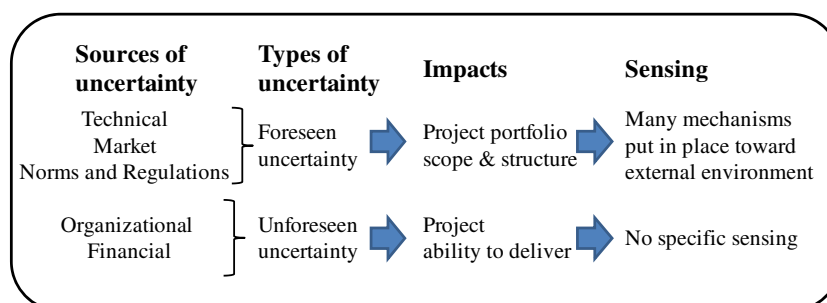 Sources of
uncertainty
Types of
uncertainty
Impacts
Sensing
Technical
Market
Norms and Regulations
Foreseen
uncertainty
Project portfolio
scope & structure
Many mechanisms
put in place toward
external environment
Organizational
Financial
Unforeseen
uncertainty
Project
ability to deliver
No specific sensing